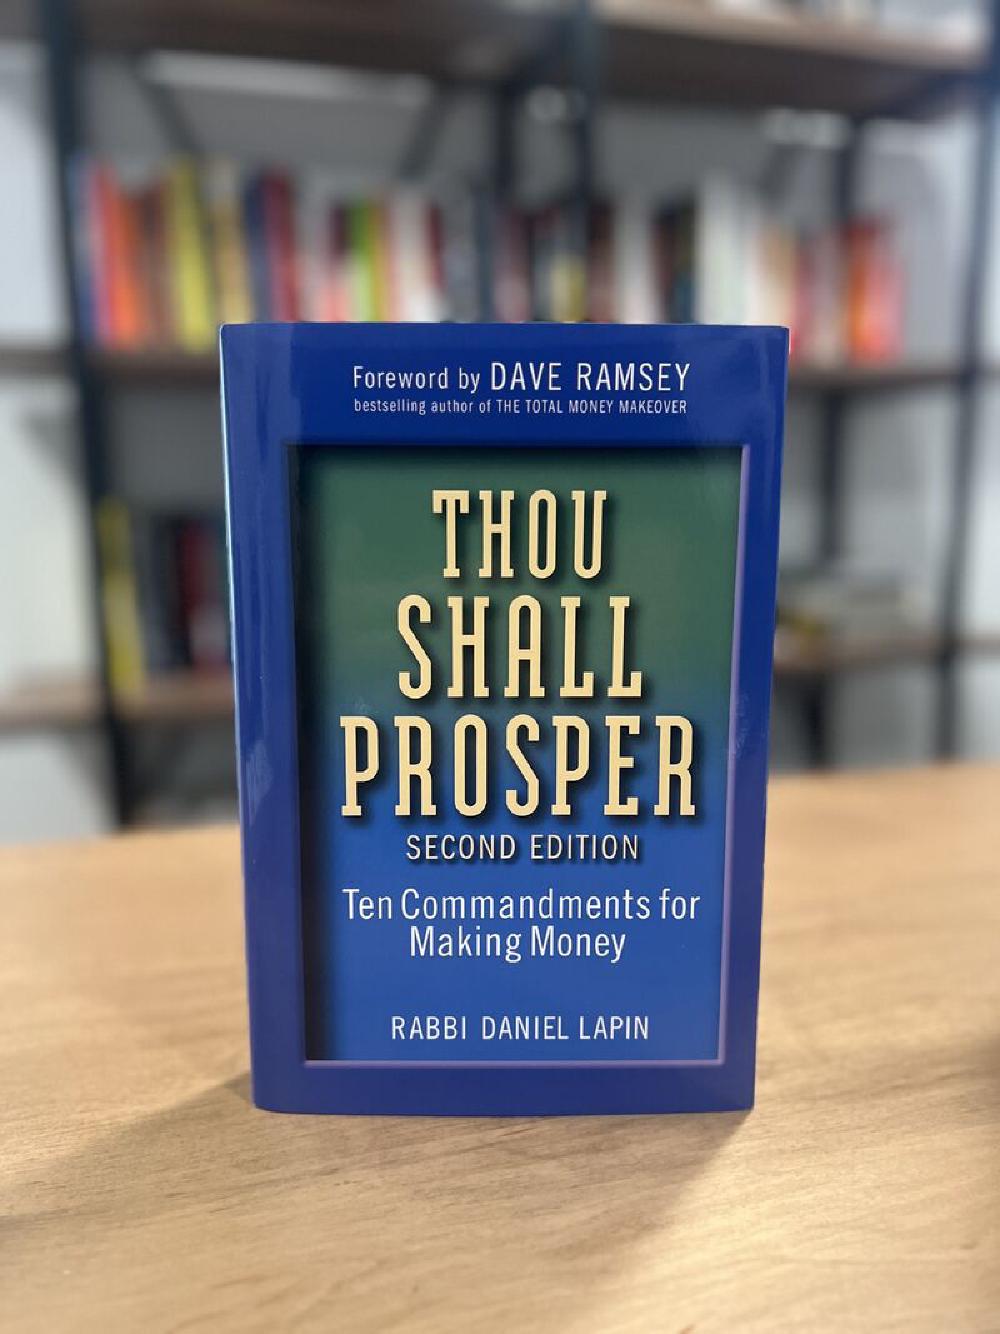 Foreword by DAVE RAMSEY
bestselling author of THE TOTAL MONEY MAKEOVER
THOU
SHALL
PROSPER
SECOND EDITION
Ten Commandments for
Making Money
RABBI DANIEL LAPIN